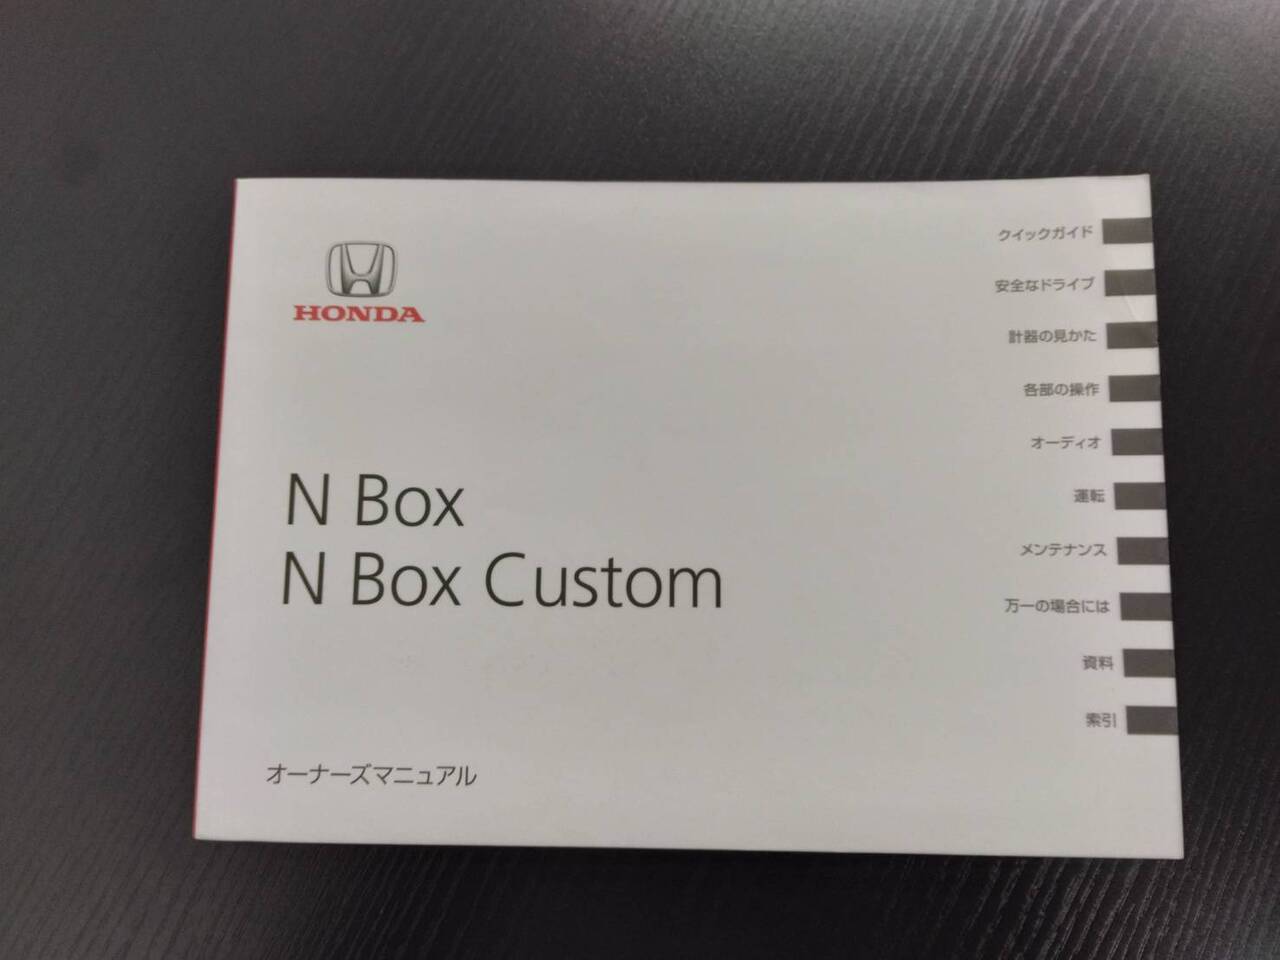 HONDA
N Box
N Box Custom
オーナーズマニュアル
クイックガイド
安全なドライブ
計器の見かた
各部の操作
オーディオ
運転
メンテナンス
万一の場合には
資料
索引